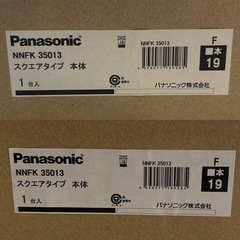 Panasonic
NNFK 35013
スクエアタイプ 本体
1 台入
NNFK 35013
パナソニック株式会社
F
本
19
Panasonic
NNFK 35013
スクエアタイプ 本体
1 台入
NNFK 35013
パナソニック株式会社
F
本
19